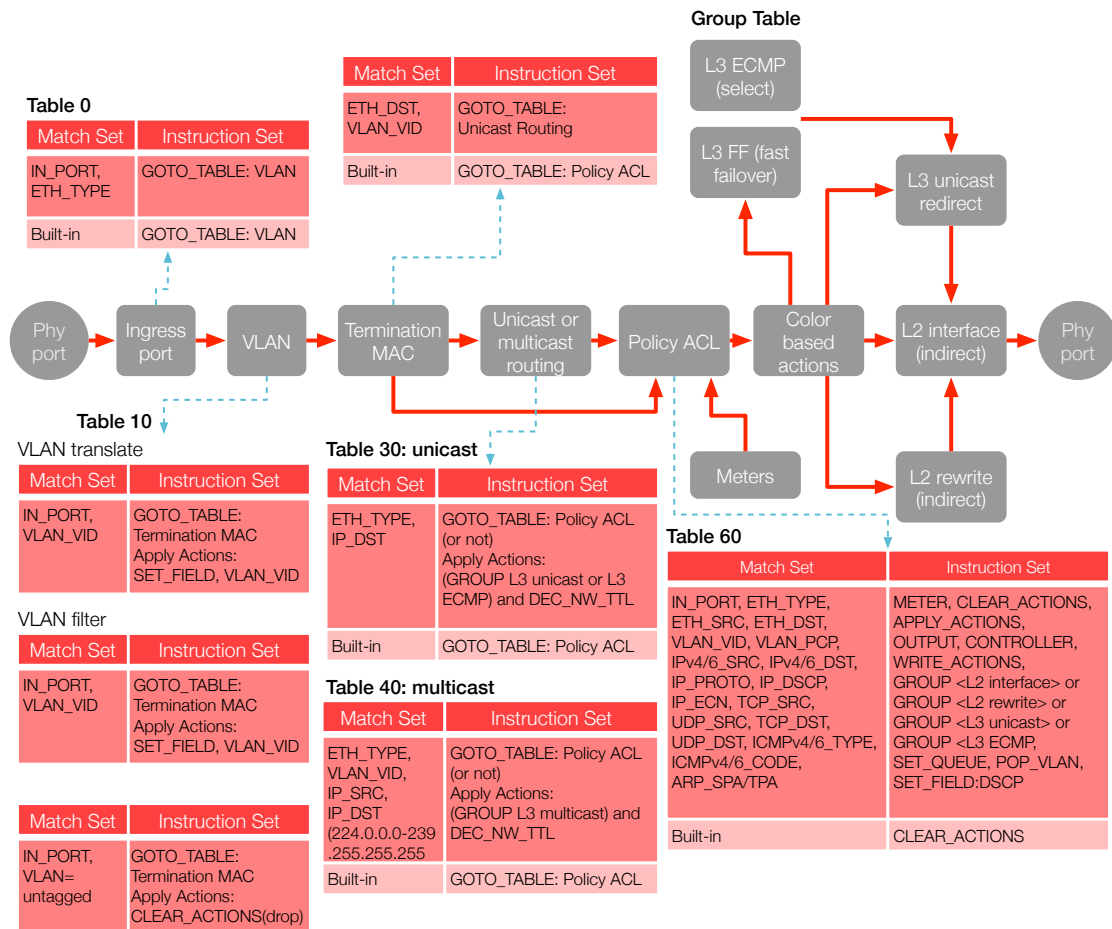 Group Table
L3 ECMP
(select)
L3 FF (fast
failover)
L3 unicast
redirect
Match Set
Instruction Set
ETH_DST,
VLAN_VID
GOTO_TABLE:
Unicast Routing
Built-in
GOTO_TABLE: Policy ACL
Table 0
Match Set
Instruction Set
IN_PORT,
ETH_TYPE
GOTO_TABLE: VLAN
Built-in
GOTO_TABLE: VLAN
Phy
port
Ingress
port
VLAN
Termination
MAC
Unicast or
multicast
routing
Policy ACL
Color
based
actions
L2 interface
(indirect)
Phy
port
Meters
L2 rewrite
(indirect)
Table 10
VLAN translate
Match Set
Instruction Set
IN_PORT,
VLAN_VID
GOTO_TABLE:
Termination MAC
Apply Actions:
SET_FIELD, VLAN_VID
VLAN filter
Match Set
Instruction Set
IN_PORT,
VLAN_VID
GOTO_TABLE:
Termination MAC
Apply Actions:
SET_FIELD, VLAN_VID
Match Set
Instruction Set
IN_PORT,
VLAN=
untagged
GOTO_TABLE:
Termination MAC
Apply Actions:
CLEAR_ACTIONS(drop)
Table 30: unicast
Match Set
Instruction Set
ETH_TYPE,
IP_DST
GOTO_TABLE: Policy ACL
(or not)
Apply Actions:
(GROUP L3 unicast or L3
ECMP) and DEC_NW_TTL
Built-in
GOTO_TABLE: Policy ACL
Table 40: multicast
Match Set
Instruction Set
ETH_TYPE,
VLAN_VID,
IP_SRC,
IP_DST
(224.0.0.0-239
.255.255.255
GOTO_TABLE: Policy ACL
(or not)
Apply Actions:
(GROUP L3 multicast) and
DEC_NW_TTL
Built-in
GOTO_TABLE: Policy ACL
Table 60
Match Set
Instruction Set
IN_PORT, ETH_TYPE,
ETH_SRC, ETH_DST,
VLAN_VID, VLAN_PCP,
IPv4/6_SRC, IPv4/6_DST,
IP_PROTO, IP_DSCP,
IP_ECN, TCP_SRC,
UDP_SRC, TCP_DST,
UDP_DST, ICMPv4/6_TYPE,
ICMPv4/6_CODE,
ARP_SPA/TPA
METER, CLEAR_ACTIONS,
APPLY_ACTIONS,
OUTPUT, CONTROLLER,
WRITE_ACTIONS,
GROUP <L2 interface> or
GROUP <L2 rewrite> or
GROUP <L3 unicast> or
GROUP <L3 ECMP,
SET_QUEUE, POP_VLAN,
SET_FIELD:DSCP
Built-in
CLEAR_ACTIONS